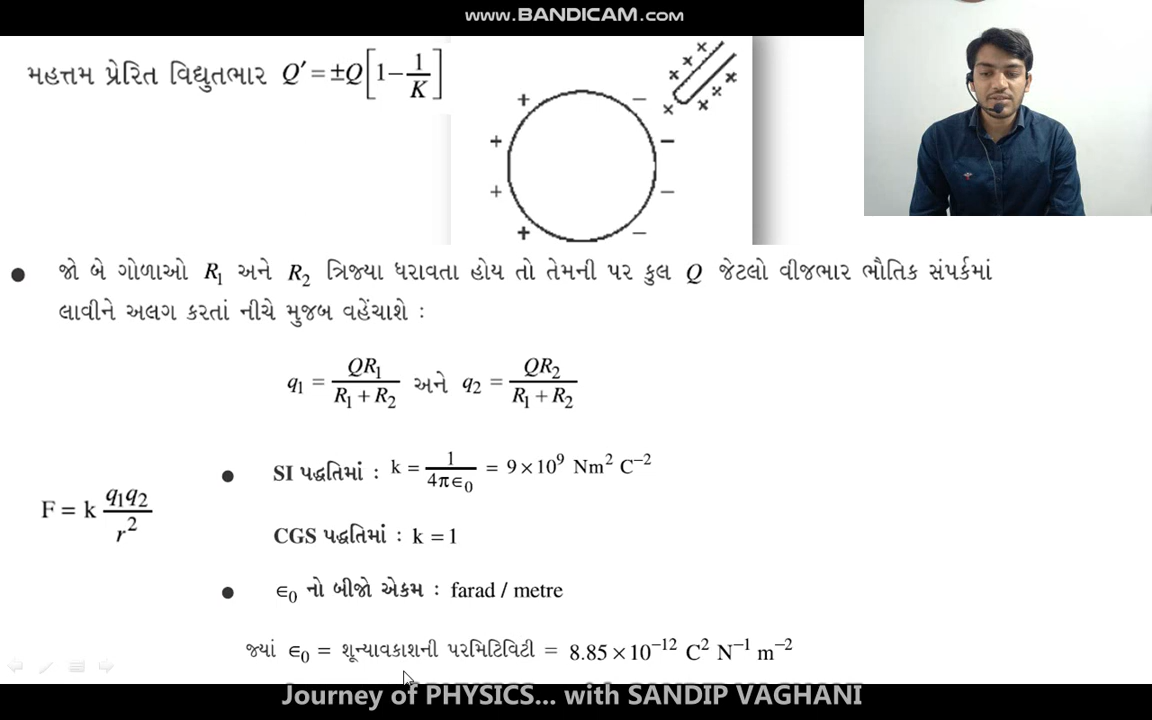 www.BANDICAM.com
મહત્તમ પ્રેરિત વિદ્યુતભાર Q′ = ±Q[1 − 1/K]
● જો બે ગોળાઓ R₁ અને R₂ ત્રિજ્યા ધરાવતા હોય તો તેમની પર કુલ Q જેટલો વીજભાર ભૌતિક સંપર્કમાં
લાવીને અલગ કરતાં નીચે મુજબ વહેંચાશે :
q₁ = QR₁/(R₁ + R₂) અને q₂ = QR₂/(R₁ + R₂)
● SI પદ્ધતિમાં : k = 1/(4π∈₀) = 9 × 10⁹ Nm² C⁻²
F = k q₁q₂/r²
CGS પદ્ધતિમાં : k = 1
● ∈₀ નો બીજો એકમ : farad / metre
જ્યાં ∈₀ = શૂન્યાવકાશની પરમિટિવિટી = 8.85 × 10⁻¹² C² N⁻¹ m⁻²
Journey of PHYSICS... with SANDIP VAGHANI